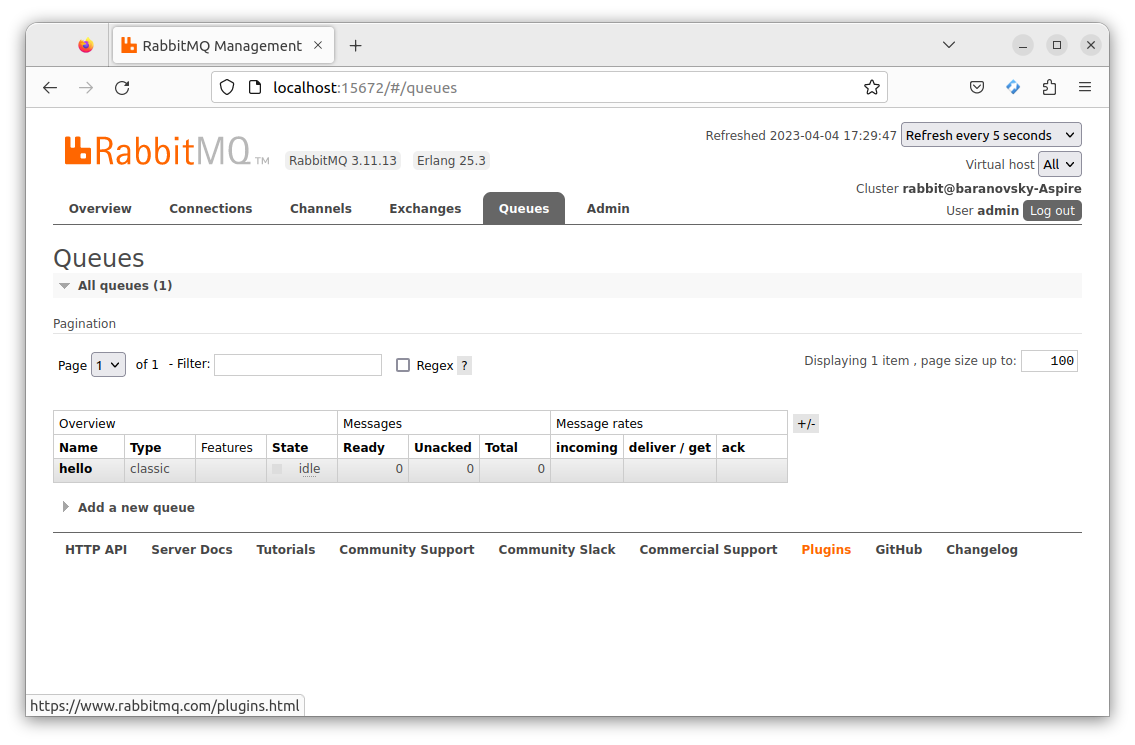 RabbitMQ Management
localhost:15672/#/queues
Refreshed 2023-04-04 17:29:47 Refresh every 5 seconds
RabbitMQ TM RabbitMQ 3.11.13 Erlang 25.3
Virtual host All
Cluster rabbit@baranovsky-Aspire
User admin Log out
Overview Connections Channels Exchanges Queues Admin
Queues
All queues (1)
Pagination
Page 1 of 1 - Filter: Regex ? Displaying 1 item , page size up to: 100
Overview Messages Message rates +/-
Name Type Features State Ready Unacked Total incoming deliver / get ack
hello classic idle 0 0 0
Add a new queue
HTTP API Server Docs Tutorials Community Support Community Slack Commercial Support Plugins GitHub Changelog
https://www.rabbitmq.com/plugins.html